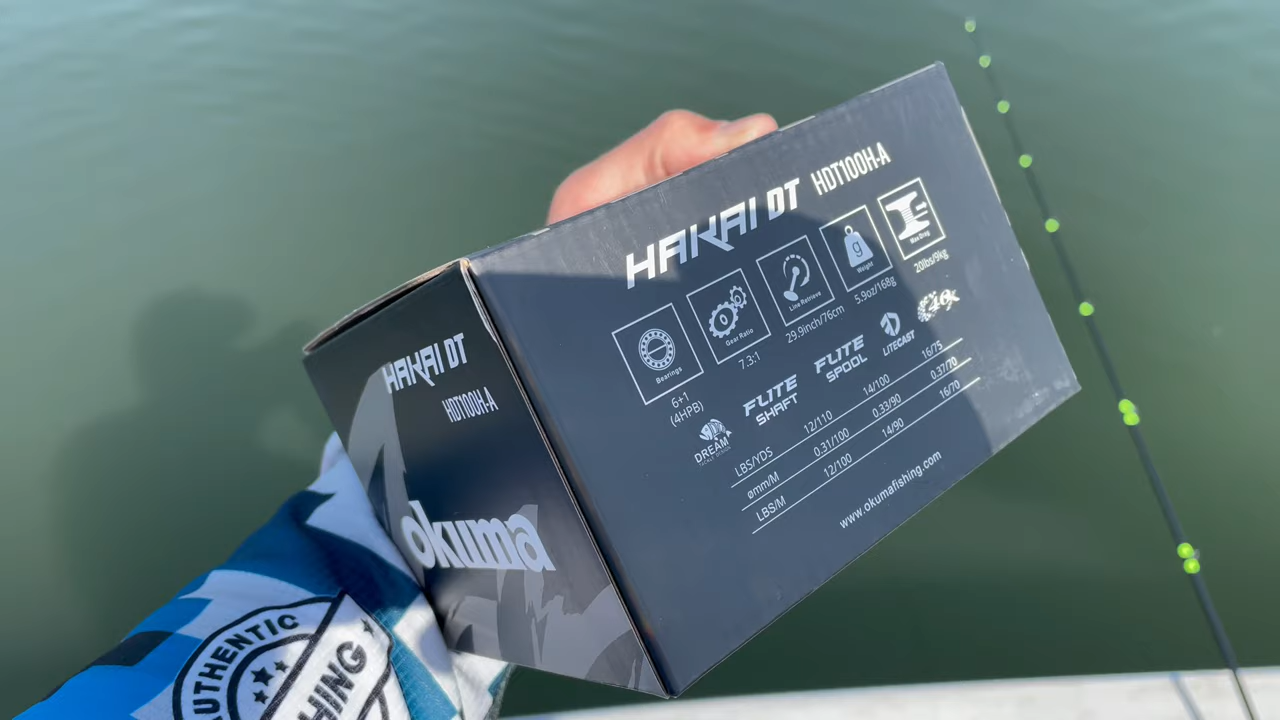 HAKAI DT HDT100H-A
Bearings
6+1
(4HPB)
Gear Ratio
7.3:1
Line Retrieve
29.9inch/76cm
Weight
g
5.9oz/168g
Max Drag
20lbs/9kg
DREAM
FLITE
SHAFT
FLITE
SPOOL
LITECAST
LBS/YDS 12/110 14/100 16/75
ømm/M 0.31/100 0.33/90 0.37/70
LBS/M 12/100 14/90 16/70
www.okumafishing.com
HAKAI DT
HDT100H-A
okuma
AUTHENTIC
HING